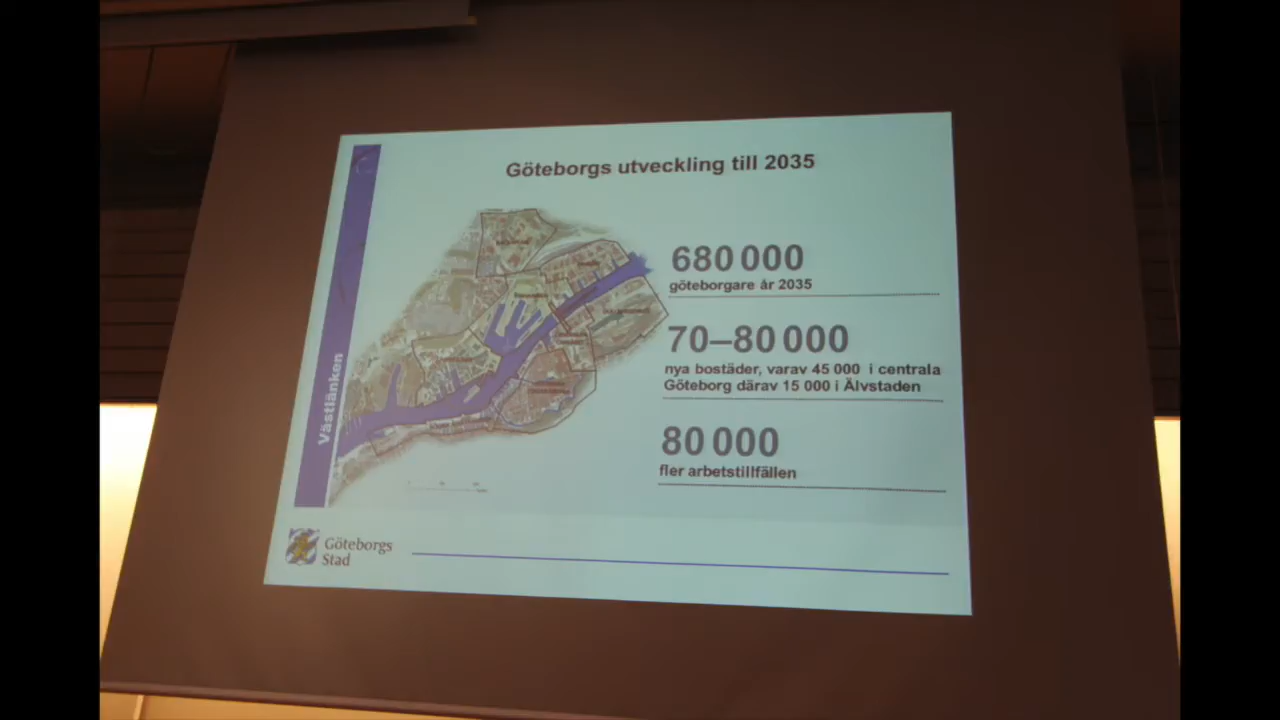 Göteborgs utveckling till 2035
680 000
göteborgare år 2035
70–80 000
nya bostäder, varav 45 000 i centrala
Göteborg därav 15 000 i Älvstaden
80 000
fler arbetstillfällen
Västlänken
Göteborgs
Stad